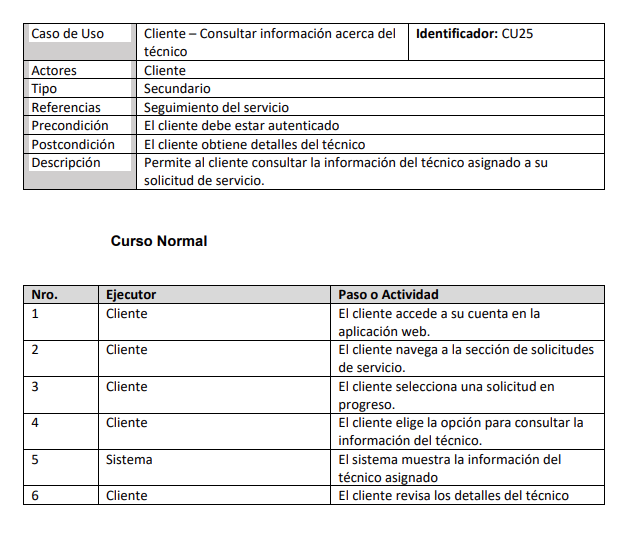 Caso de Uso Cliente – Consultar información acerca del Identificador: CU25
técnico
Actores Cliente
Tipo Secundario
Referencias Seguimiento del servicio
Precondición El cliente debe estar autenticado
Postcondición El cliente obtiene detalles del técnico
Descripción Permite al cliente consultar la información del técnico asignado a su
solicitud de servicio.
Curso Normal
Nro. Ejecutor Paso o Actividad
1 Cliente El cliente accede a su cuenta en la
aplicación web.
2 Cliente El cliente navega a la sección de solicitudes
de servicio.
3 Cliente El cliente selecciona una solicitud en
progreso.
4 Cliente El cliente elige la opción para consultar la
información del técnico.
5 Sistema El sistema muestra la información del
técnico asignado
6 Cliente El cliente revisa los detalles del técnico